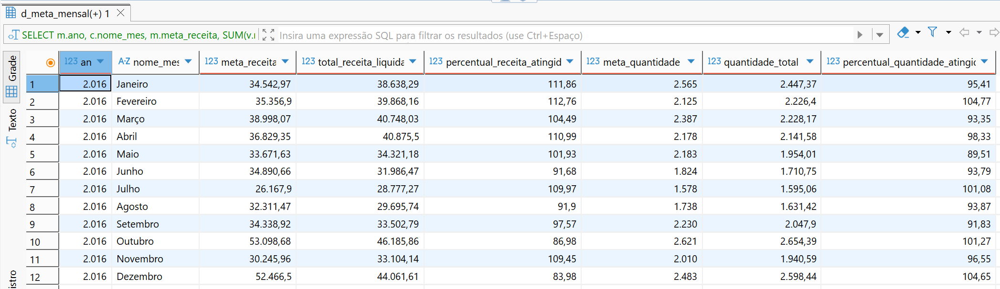 d_meta_mensal(+) 1
SELECT m.ano, c.nome_mes, m.meta_receita, SUM(v. Insira uma expressão SQL para filtrar os resultados (use Ctrl+Espaço)
Grade
Texto
istro
123 an A-Z nome_mes 123 meta_receita 123 total_receita_liquida 123 percentual_receita_atingid 123 meta_quantidade 123 quantidade_total 123 percentual_quantidade_atingic
1 2.016 Janeiro 34.542,97 38.638,29 111,86 2.565 2.447,37 95,41
2 2.016 Fevereiro 35.356,9 39.868,16 112,76 2.125 2.226,4 104,77
3 2.016 Março 38.998,07 40.748,03 104,49 2.387 2.228,17 93,35
4 2.016 Abril 36.829,35 40.875,5 110,99 2.178 2.141,58 98,33
5 2.016 Maio 33.671,63 34.321,18 101,93 2.183 1.954,01 89,51
6 2.016 Junho 34.890,66 31.986,47 91,68 1.824 1.710,75 93,79
7 2.016 Julho 26.167,9 28.777,27 109,97 1.578 1.595,06 101,08
8 2.016 Agosto 32.311,47 29.695,74 91,9 1.738 1.631,42 93,87
9 2.016 Setembro 34.338,92 33.502,79 97,57 2.230 2.047,9 91,83
10 2.016 Outubro 53.098,68 46.185,86 86,98 2.621 2.654,39 101,27
11 2.016 Novembro 30.245,96 33.104,14 109,45 2.010 1.940,59 96,55
12 2.016 Dezembro 52.466,5 44.061,61 83,98 2.483 2.598,44 104,65